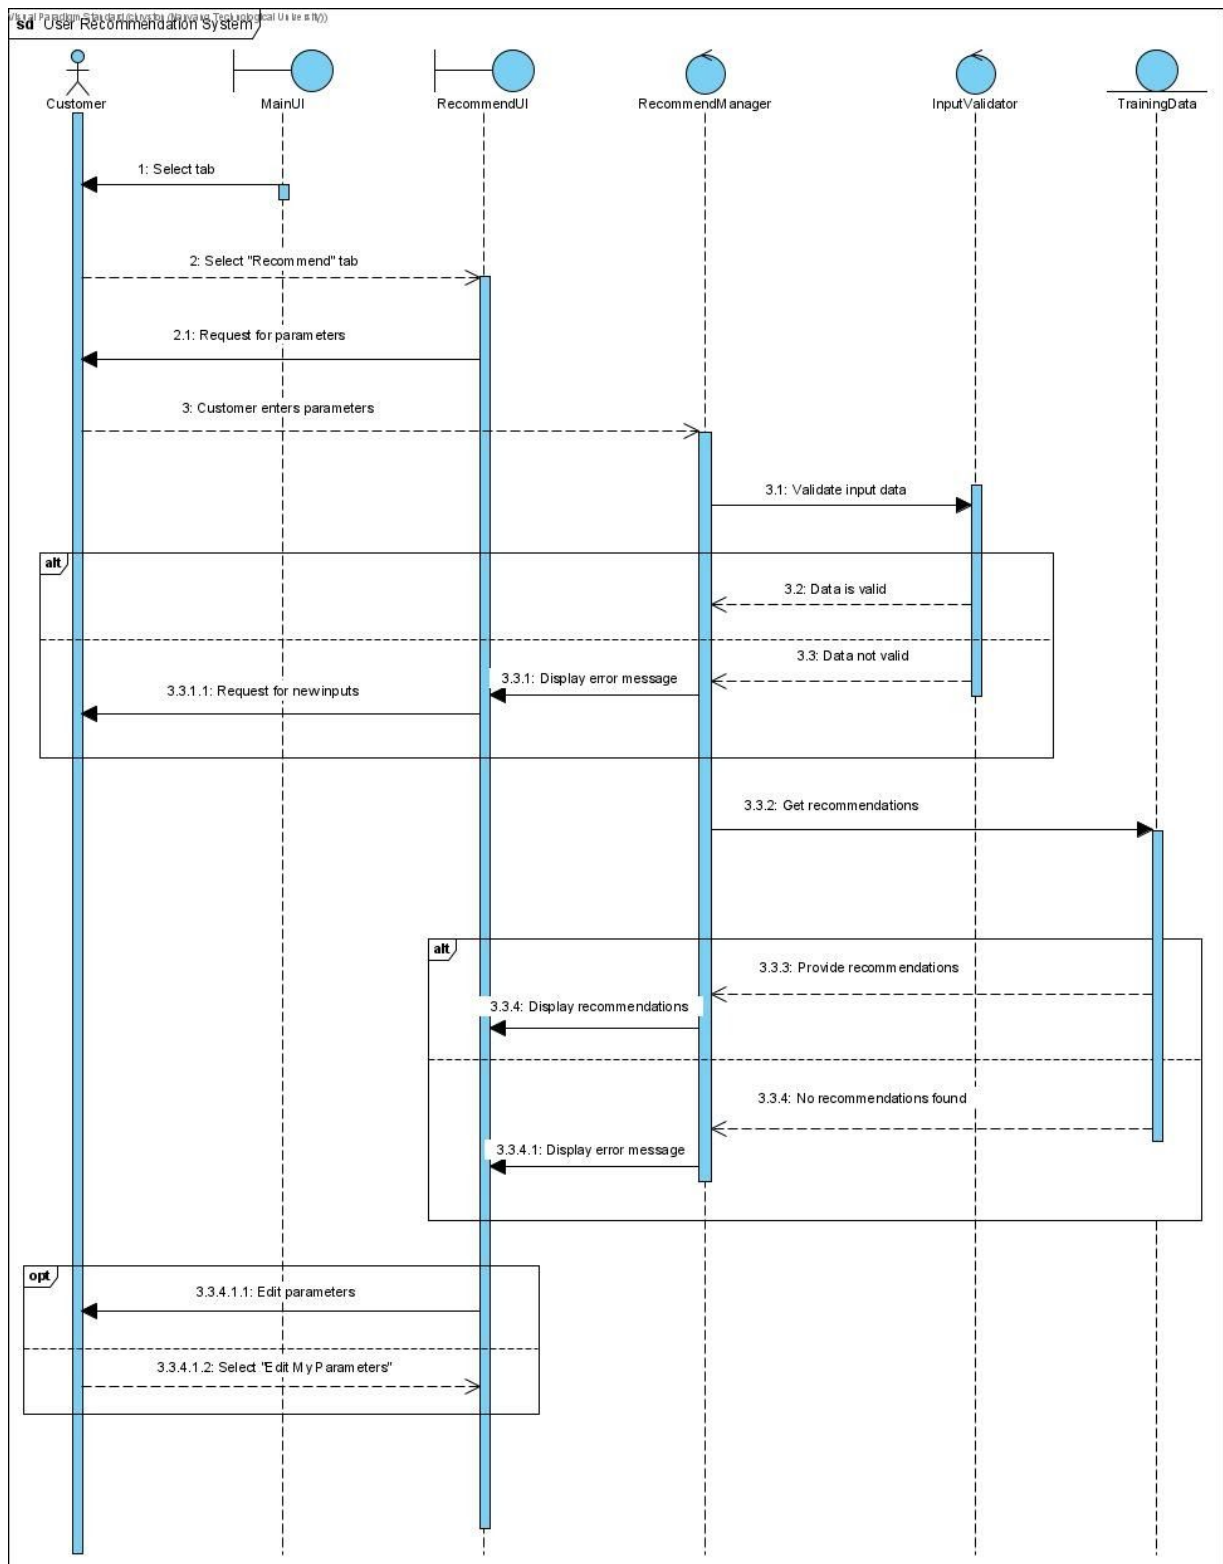 sd User Recommendation System
Customer
MainUI
RecommendUI
RecommendManager
InputValidator
TrainingData
1: Select tab
2: Select "Recommend" tab
2.1: Request for parameters
3: Customer enters parameters
3.1: Validate input data
alt
3.2: Data is valid
3.3: Data not valid
3.3.1: Display error message
3.3.1.1: Request for new inputs
3.3.2: Get recommendations
alt
3.3.3: Provide recommendations
3.3.4: Display recommendations
3.3.4: No recommendations found
3.3.4.1: Display error message
opt
3.3.4.1.1: Edit parameters
3.3.4.1.2: Select "Edit My Parameters"